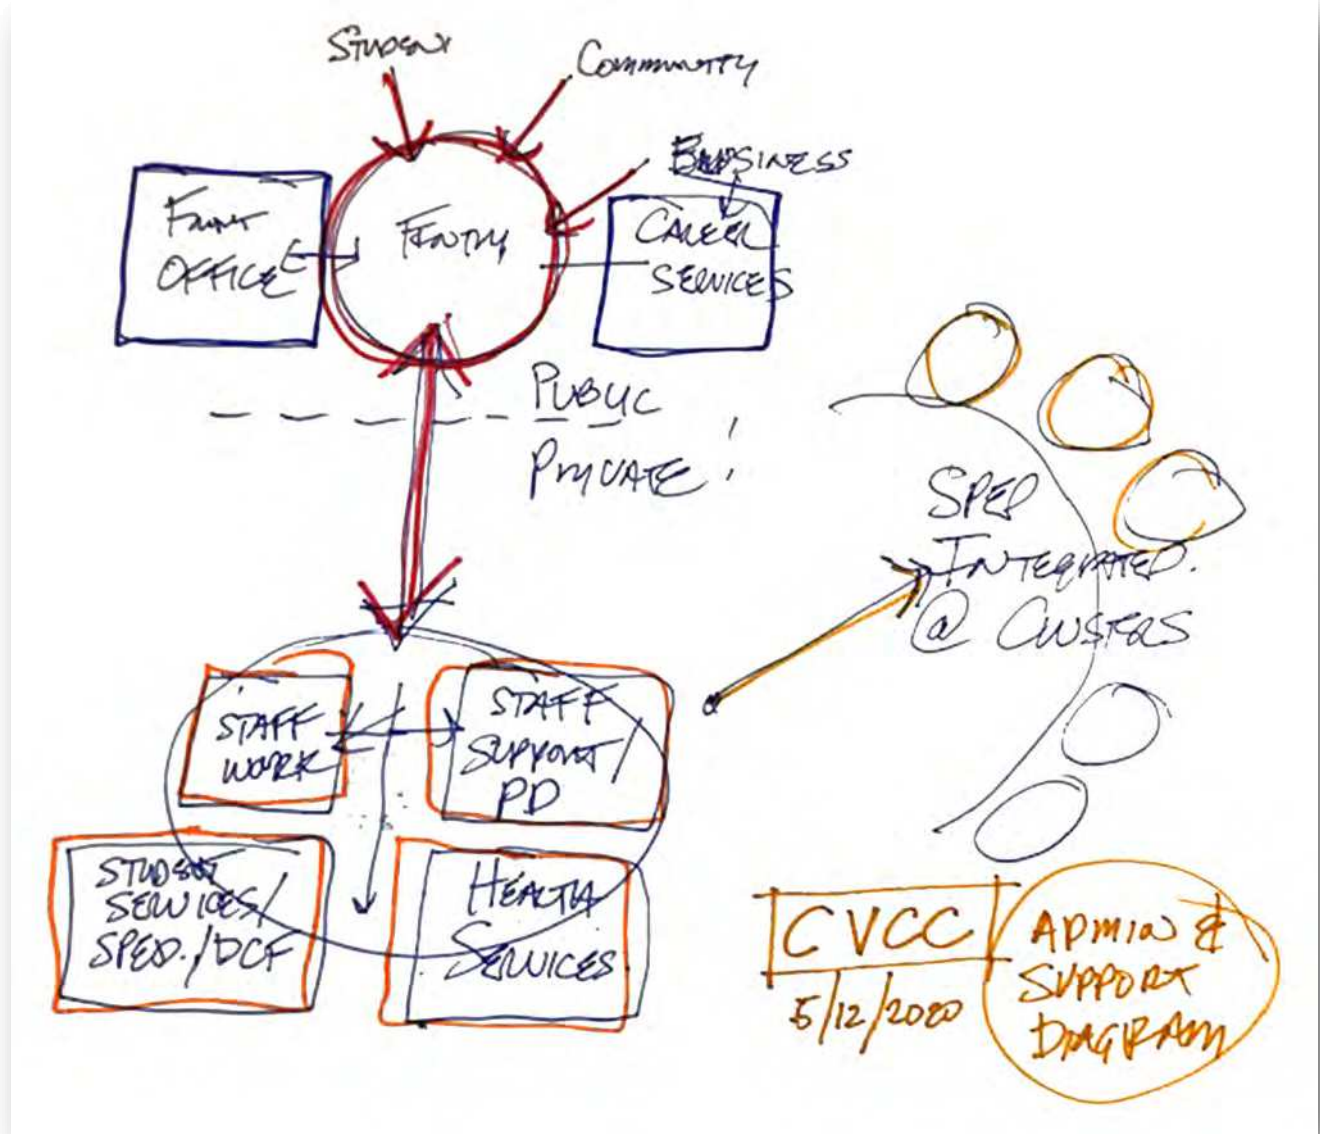 STUDENT
COMMUNITY
BUSINESS
FRONT
OFFICE
ENTRY
CAREER
SERVICES
PUBLIC
PRIVATE !
SPED
INTEGRATED.
@ CLUSTERS
STAFF
WORK
STAFF
SUPPORT/
PD
STUDENT
SERVICES/
SPED./DCF
HEALTH
SERVICES
CVCC
5/12/2020
ADMIN &
SUPPORT
DIAGRAM